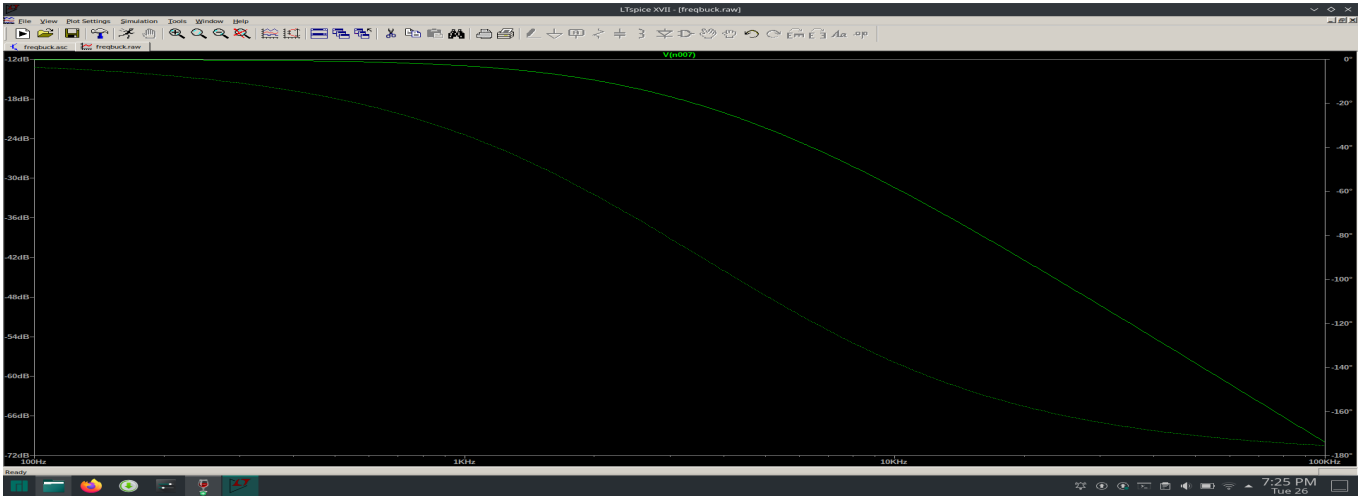 LTspice XVII - [freqbuck.raw]
File View Plot Settings Simulation Tools Window Help
freqbuck.asc freqbuck.raw
V(n007)
-12dB 0°
-18dB -20°
-24dB -40°
-30dB -60°
-36dB -80°
-42dB -100°
-48dB -120°
-54dB -140°
-60dB -160°
-66dB -180°
-72dB
100Hz 1KHz 10KHz 100KHz
Ready
7:25 PM
Tue 26